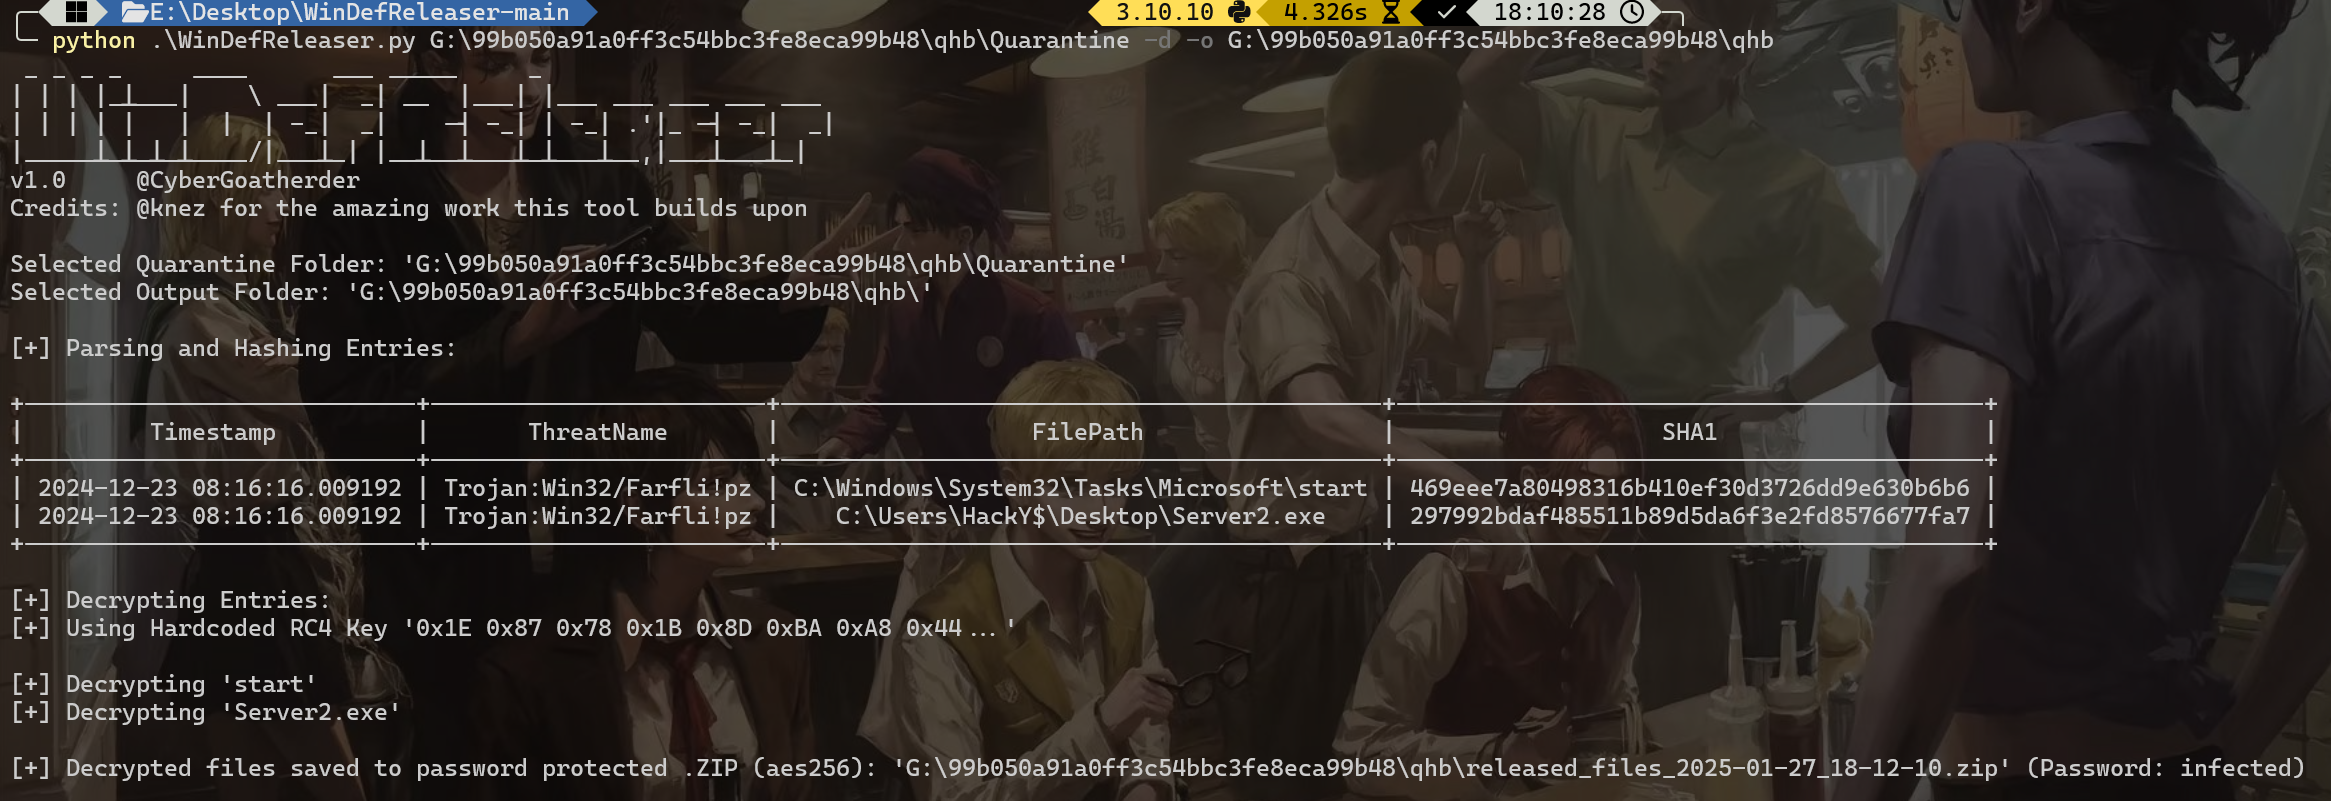 E:\Desktop\WinDefReleaser-main 3.10.10 4.326s 18:10:28
python .\WinDefReleaser.py G:\99b050a91a0ff3c54bbc3fe8eca99b48\qhb\Quarantine -d -o G:\99b050a91a0ff3c54bbc3fe8eca99b48\qhb
v1.0 @CyberGoatherder
Credits: @knez for the amazing work this tool builds upon
Selected Quarantine Folder: 'G:\99b050a91a0ff3c54bbc3fe8eca99b48\qhb\Quarantine'
Selected Output Folder: 'G:\99b050a91a0ff3c54bbc3fe8eca99b48\qhb\'
[+] Parsing and Hashing Entries:
| Timestamp | ThreatName | FilePath | SHA1 |
| 2024-12-23 08:16:16.009192 | Trojan:Win32/Farfli!pz | C:\Windows\System32\Tasks\Microsoft\start | 469eee7a80498316b410ef30d3726dd9e630b6b6 |
| 2024-12-23 08:16:16.009192 | Trojan:Win32/Farfli!pz | C:\Users\HackY$\Desktop\Server2.exe | 297992bdaf485511b89d5da6f3e2fd8576677fa7 |
[+] Decrypting Entries:
[+] Using Hardcoded RC4 Key '0x1E 0x87 0x78 0x1B 0x8D 0xBA 0xA8 0x44...'
[+] Decrypting 'start'
[+] Decrypting 'Server2.exe'
[+] Decrypted files saved to password protected .ZIP (aes256): 'G:\99b050a91a0ff3c54bbc3fe8eca99b48\qhb\released_files_2025-01-27_18-12-10.zip' (Password: infected)